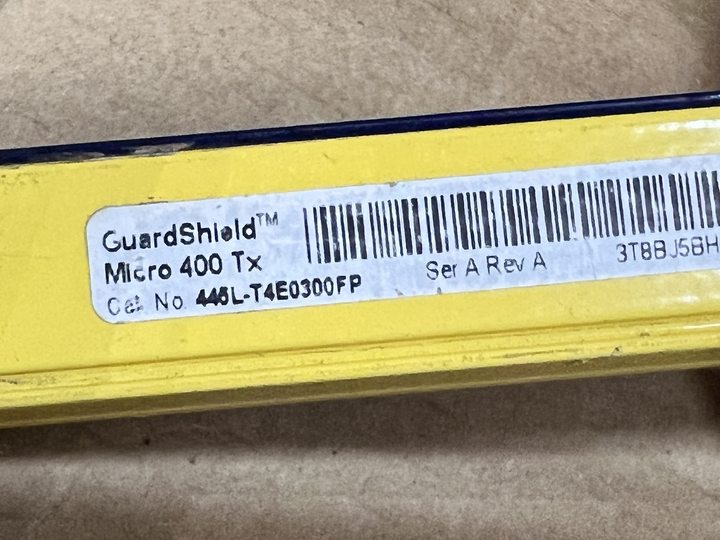 GuardShield™
Micro 400 Tx
Cat. No. 445L-T4E0300FP
Ser A Rev A
3T8BJ5BH